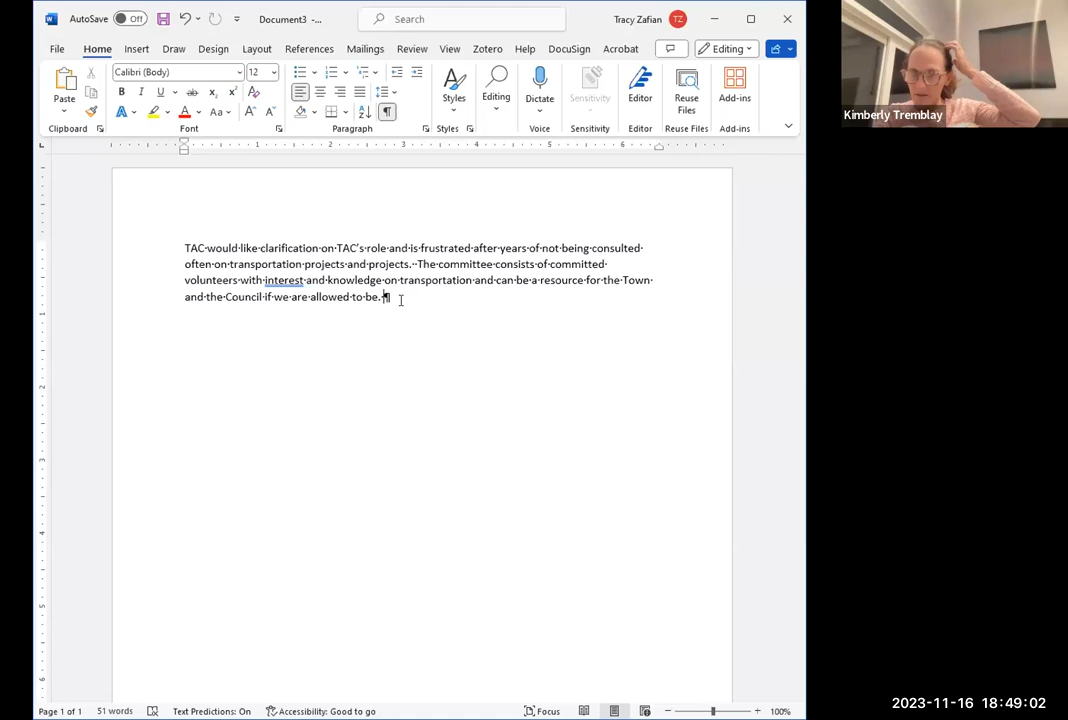 AutoSave Off Document3 -... Search Tracy Zafian TZ
File Home Insert Draw Design Layout References Mailings Review View Zotero Help DocuSign Acrobat Editing
Calibri (Body) 12
Paste Styles Editing Dictate Sensitivity Editor Reuse Files Add-ins
Clipboard Font Paragraph Styles Voice Sensitivity Editor Reuse Files Add-ins
Kimberly Tremblay
TAC would like clarification on TAC's role and is frustrated after years of not being consulted
often on transportation projects and projects. The committee consists of committed
volunteers with interest and knowledge on transportation and can be a resource for the Town
and the Council if we are allowed to be. ¶
Page 1 of 1 51 words Text Predictions: On Accessibility: Good to go Focus 100%
2023-11-16 18:49:02